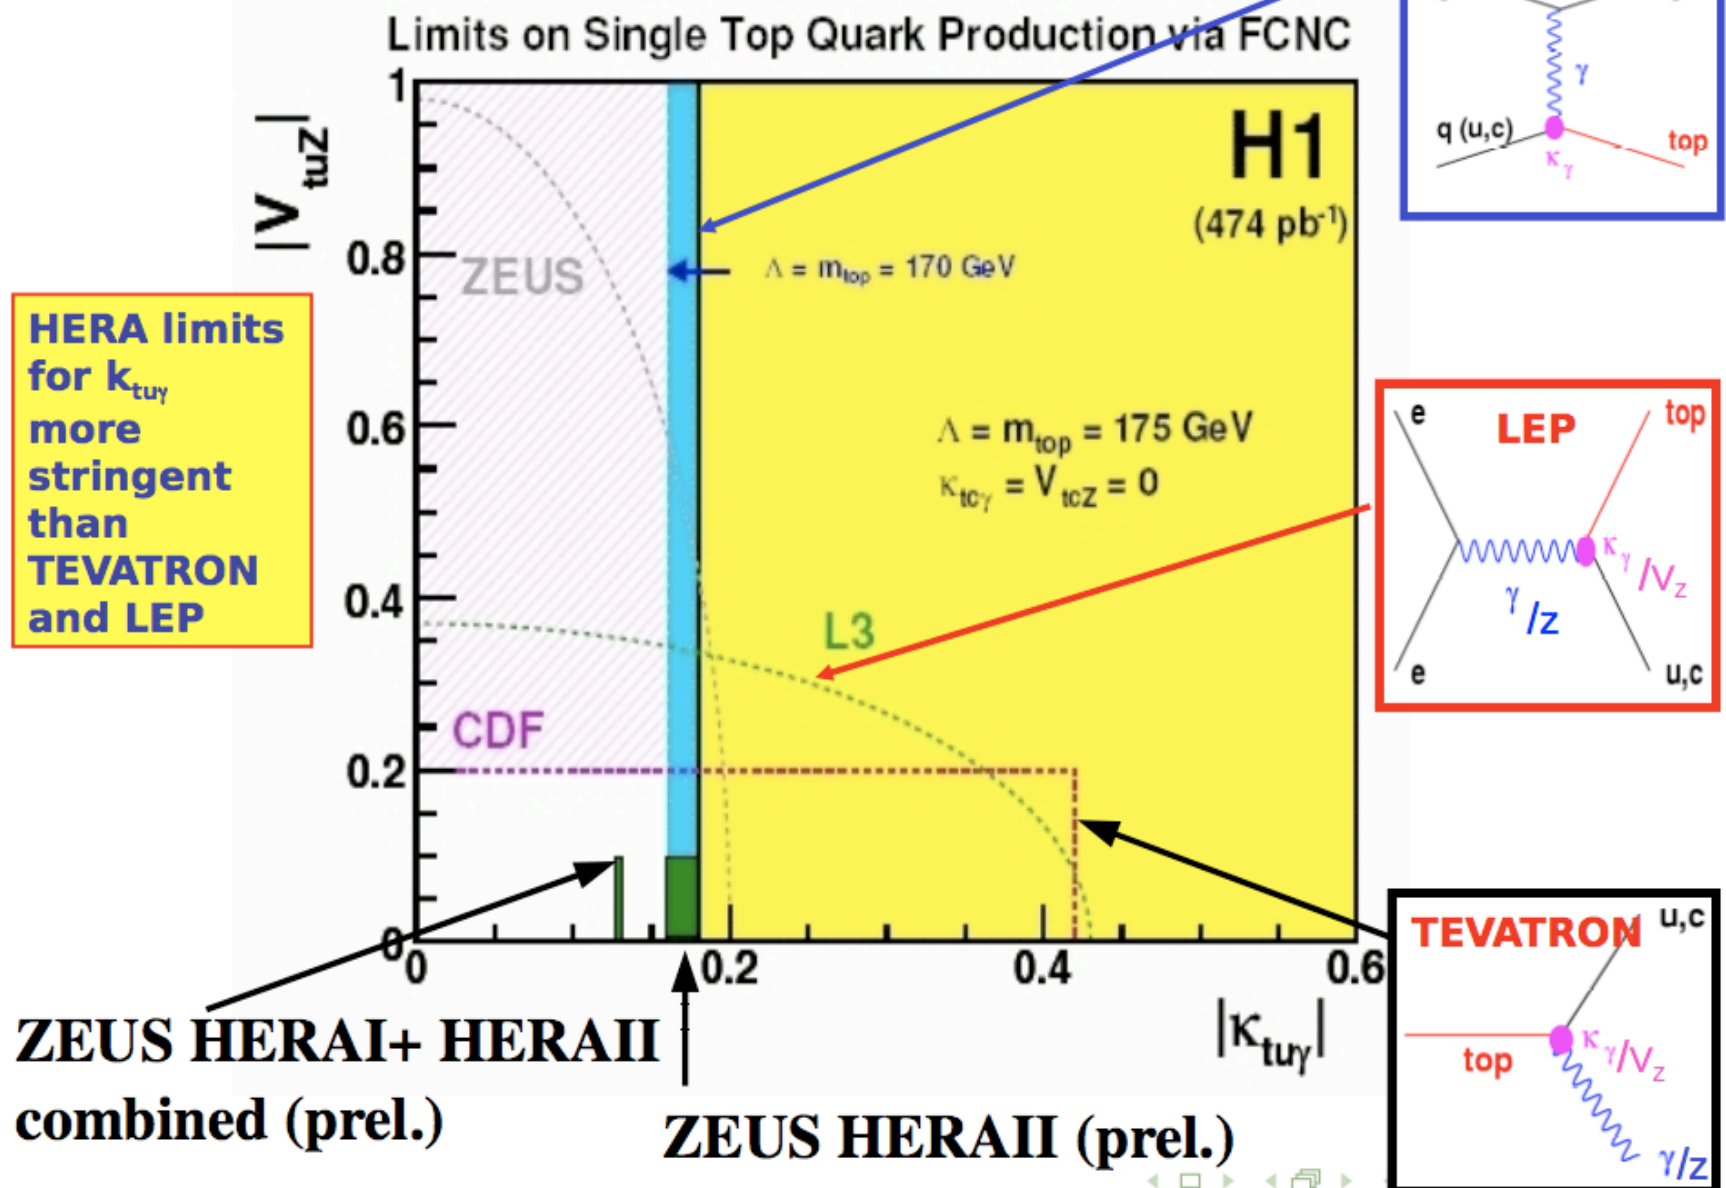 Limits on Single Top Quark Production via FCNC
|V_tuZ|
1
0.8
0.6
0.4
0.2
0
0
0.2
0.4
0.6
|κ_tuγ|
H1
(474 pb⁻¹)
ZEUS
Λ = m_top = 170 GeV
Λ = m_top = 175 GeV
κ_tcγ = V_tcZ = 0
L3
CDF
HERA limits
for k_tuγ
more
stringent
than
TEVATRON
and LEP
γ
q (u,c)
κ_γ
top
e
LEP
top
κ_γ/V_Z
γ/Z
e
u,c
TEVATRON
u,c
top
κ_γ/V_Z
γ/Z
ZEUS HERAI+ HERAII
combined (prel.)
ZEUS HERAII (prel.)